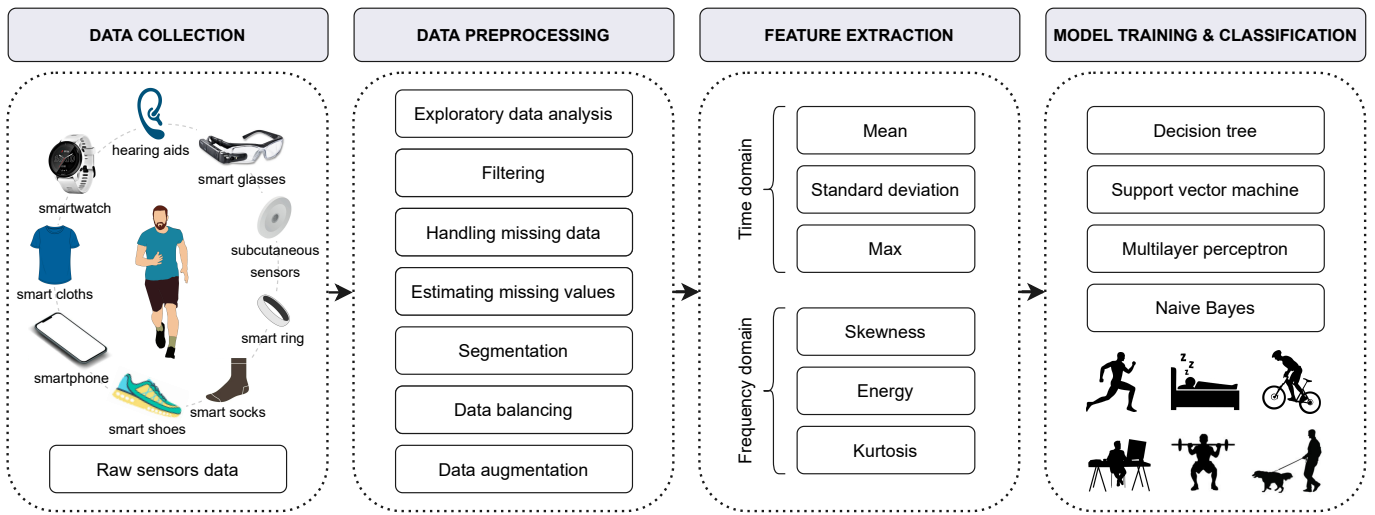 DATA COLLECTION
hearing aids
smart glasses
smartwatch
subcutaneous
sensors
smart cloths
smart ring
smartphone
smart socks
smart shoes
Raw sensors data
DATA PREPROCESSING
Exploratory data analysis
Filtering
Handling missing data
Estimating missing values
Segmentation
Data balancing
Data augmentation
FEATURE EXTRACTION
Time domain
Mean
Standard deviation
Max
Frequency domain
Skewness
Energy
Kurtosis
MODEL TRAINING & CLASSIFICATION
Decision tree
Support vector machine
Multilayer perceptron
Naive Bayes
z z
z